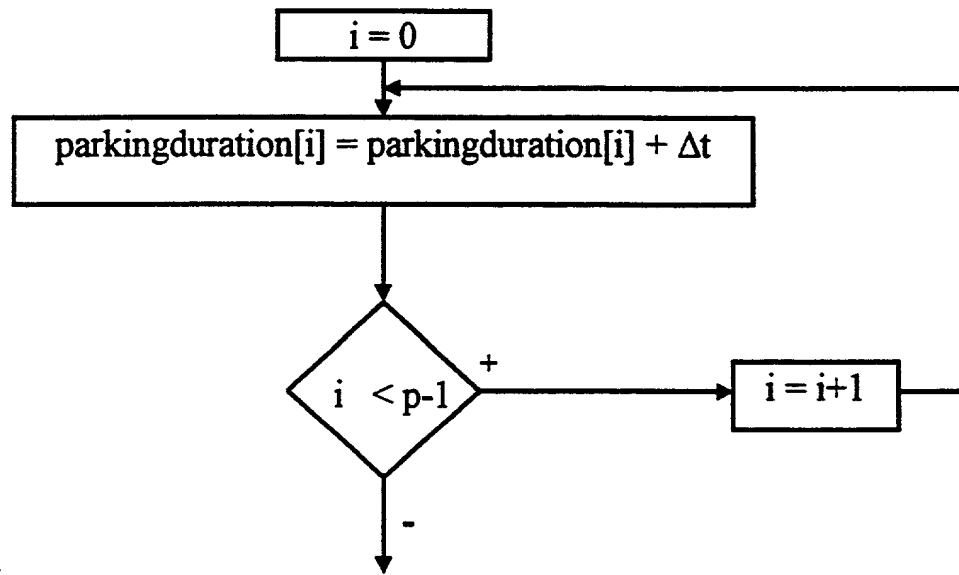 i = 0
parkingduration[i] = parkingduration[i] + Δt
i < p-1
+
i = i+1
-